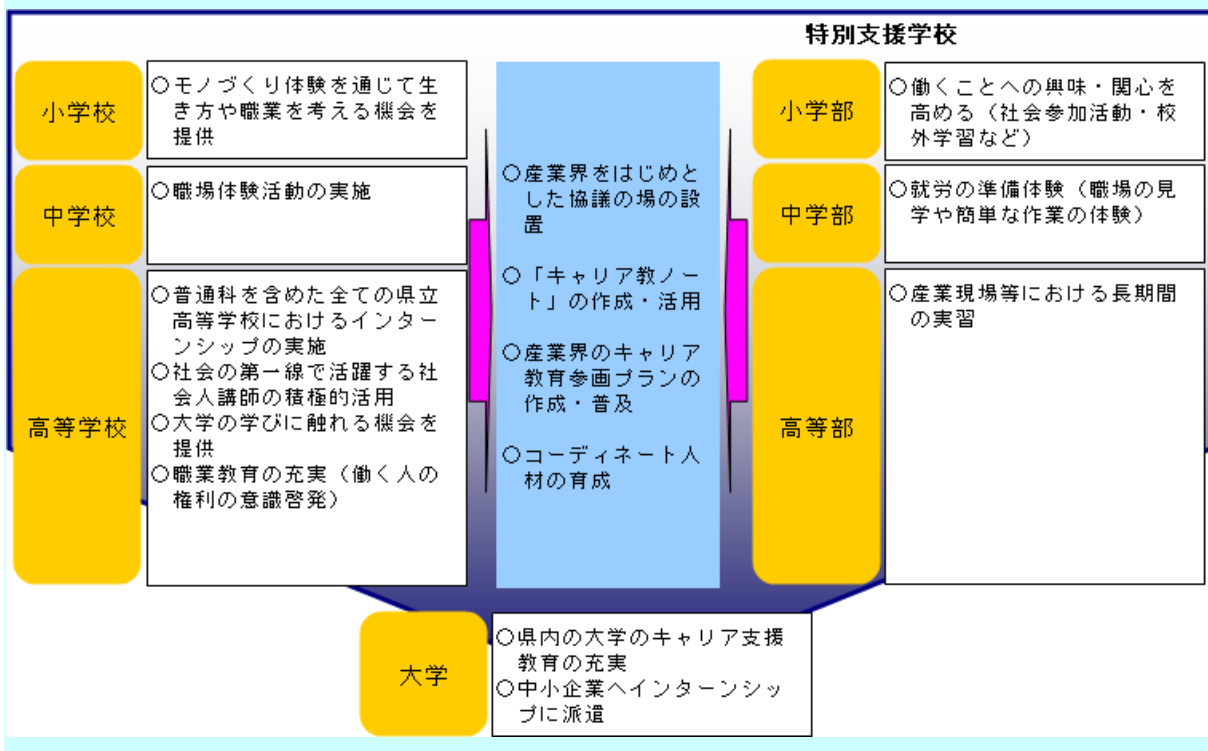 特別支援学校
小学校
○モノづくり体験を通じて生
き方や職業を考える機会を
提供
中学校
○職場体験活動の実施
高等学校
○普通科を含めた全ての県立
高等学校におけるインター
ンシップの実施
○社会の第一線で活躍する社
会人講師の積極的活用
○大学の学びに触れる機会を
提供
○職業教育の充実（働く人の
権利の意識啓発）
○産業界をはじめと
した協議の場の設
置
○「キャリア教ノー
ト」の作成・活用
○産業界のキャリア
教育参画プランの
作成・普及
○コーディネート人
材の育成
小学部
○働くことへの興味・関心を
高める（社会参加活動・校
外学習など）
中学部
○就労の準備体験（職場の見
学や簡単な作業の体験）
高等部
○産業現場等における長期間
の実習
大学
○県内の大学のキャリア支援
教育の充実
○中小企業へインターンシッ
プに派遣